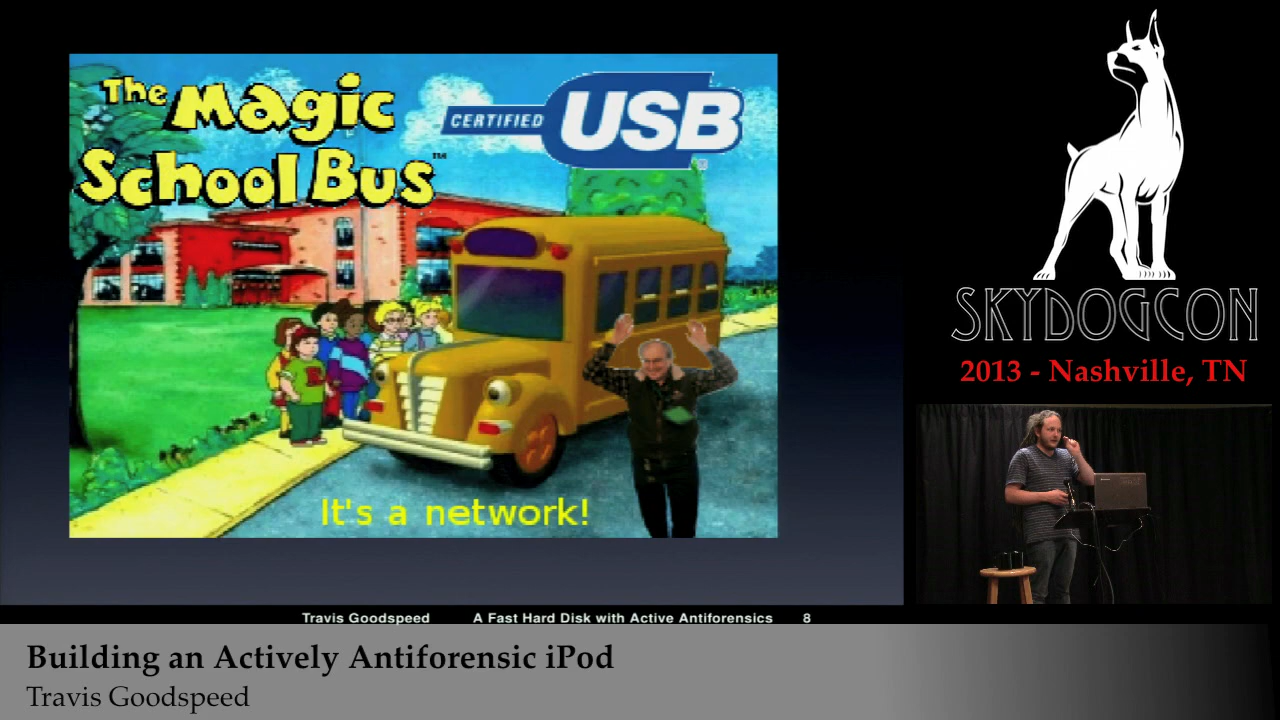 The Magic
School Bus™
CERTIFIED USB
It's a network!
SKYDOGCON
2013 - Nashville, TN
Travis Goodspeed A Fast Hard Disk with Active Antiforensics 8
Building an Actively Antiforensic iPod
Travis Goodspeed